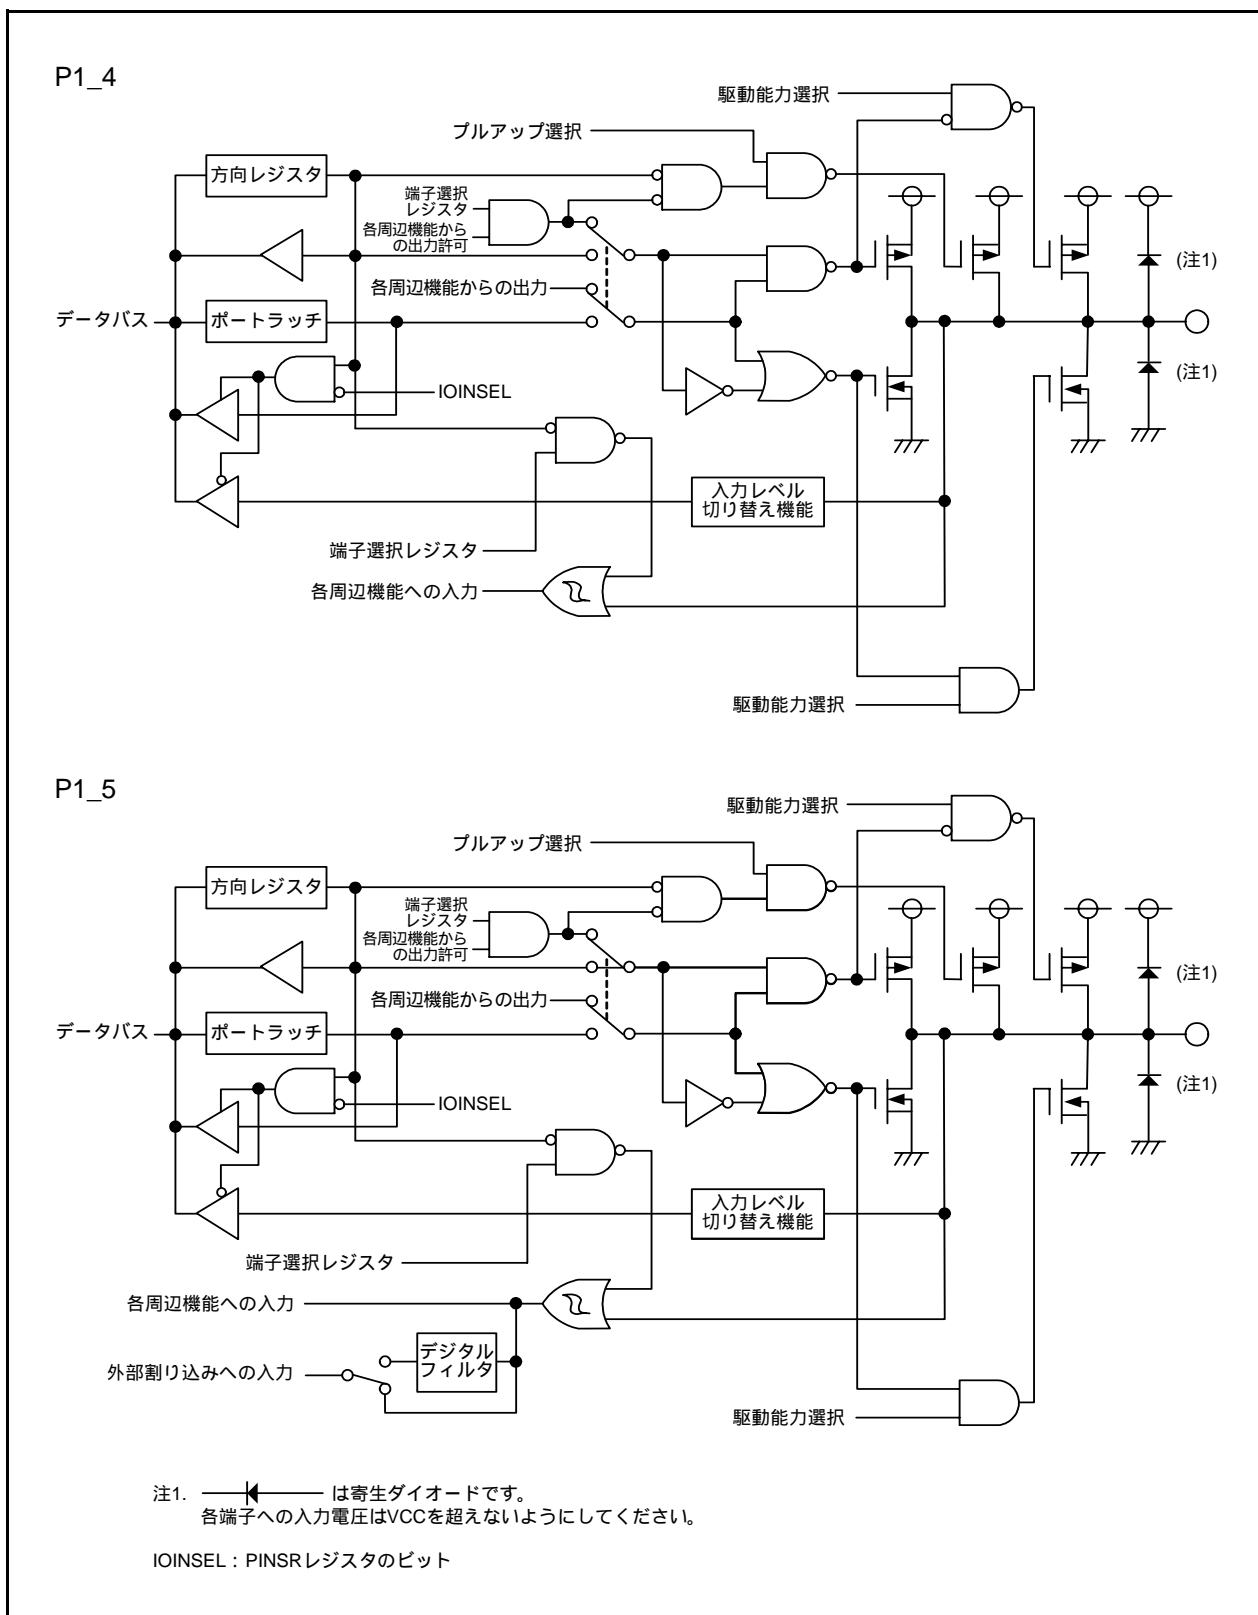 P1_4
駆動能力選択
プルアップ選択
方向レジスタ
端子選択
レジスタ
各周辺機能から
の出力許可
(注1)
各周辺機能からの出力
データバス
ポートラッチ
(注1)
IOINSEL
入力レベル
切り替え機能
端子選択レジスタ
各周辺機能への入力
駆動能力選択
P1_5
駆動能力選択
プルアップ選択
方向レジスタ
端子選択
レジスタ
各周辺機能から
の出力許可
(注1)
各周辺機能からの出力
データバス
ポートラッチ
(注1)
IOINSEL
入力レベル
切り替え機能
端子選択レジスタ
各周辺機能への入力
デジタル
フィルタ
外部割り込みへの入力
駆動能力選択
注1. は寄生ダイオードです。
各端子への入力電圧はVCCを超えないようにしてください。
IOINSEL : PINSRレジスタのビット